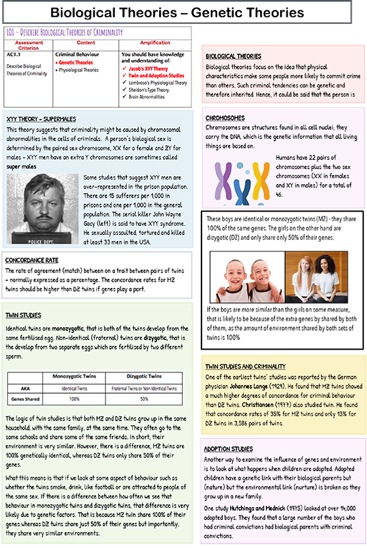 Biological Theories – Genetic Theories
LO1 – DESCRIBE BIOLOGICAL THEORIES OF CRIMINALITY
Assessment Criterion
Content
Amplification
AC2.1
Describe Biological Theories of Criminality
Criminal Behaviour
• Genetic Theories
• Physiological Theories
You should have knowledge and understanding of:
✓ Jacob's XYY Theory
✓ Twin and Adoption Studies
✓ Lombroso's Physiological Theory
✓ Sheldon's Type Theory
✓ Brain Abnormalities
XYY THEORY – SUPERMALES
This theory suggests that criminality might be caused by chromosomal
abnormalities in the cells of criminals. A person's biological sex is
determined by the paired sex chromosome, XX for a female and XY for
males – XYY men have an extra Y chromosome are sometimes called
super males
Some studies that suggest XYY men are
over-represented in the prison population.
There are 15 sufferers per 1,000 in
prisons and one per 1,000 in the general
population. The serial killer John Wayne
Gacy (left) is said to have XYY syndrome.
He sexually assaulted, tortured and killed
at least 33 men in the USA.
POLICE DEPT.
CONCORDANCE RATE
The rate of agreement (match) between on a trait between pairs of twins
– normally expressed as a percentage. The concordance rates for MZ
twins should be higher than DZ twins if genes play a part.
TWIN STUDIES
Identical twins are monozygotic, that is both of the twins develop from the
same fertilised egg. Non-identical (fraternal) twins are dizygotic, that is
the develop from two separate eggs which are fertilised by two different
sperm.
Monozygotic Twins
Dizygotic Twins
AKA
Identical Twins
Fraternal Twins or Non Identical Twins
Genes Shared
100%
50%
The logic of twin studies is that both MZ and DZ twins grow up in the same
household, with the same family, at the same time. They often go to the
same schools and share some of the same friends. In short, their
environment is very similar. However, there is a difference, MZ twins are
100% genetically identical, whereas DZ twins only share 50% of their
genes.
What this means is that if we look at some aspect of behaviour such as
whether the twins smoke, drink, like football or are attracted to people of
the same sex. If there is a difference between how often we see that
behaviour in monozygotic twins and dizygotic twins, that difference is very
likely due to genetic factors. That is because MZ twin share 100% of their
genes whereas DZ twins share just 50% of their genes but importantly,
they share very similar environments.
BIOLOGICAL THEORIES
Biological theories focus on the idea that physical
characteristics make some people more likely to commit crime
than others. Such criminal tendencies can be genetic and
therefore inherited. Hence, it could be said that the person is
CHROMOSOMES
Chromosomes are structures found in all cell nuclei, they
carry the DNA, which is the genetic information that all living
things are based on.
Humans have 22 pairs of
chromosomes plus the two sex
chromosomes (XX in females
and XY in males) for a total of
46.
These boys are identical or monozygotic twins (MZ) - they share
100% of the same genes. The girls on the other hand are
dizygotic (DZ) and only share only 50% of their genes.
If the boys are more similar than the girls on some measure,
that is likely to be because of the extra genes by shared by both
of them, as the amount of environment shared by both sets of
twins is 100%
TWIN STUDIES AND CRIMINALITY
One of the earliest twins' studies was reported by the German
physician Johannes Lange (1929). He found that MZ twins showed
a much higher degrees of concordance for criminal behaviour
than DZ twins. Christiansen (1977) also studied twin. He found
that concordance rates of 35% for MZ twins and only 13% for
DZ twins in 3,586 pairs of twins.
ADOPTION STUDIES
Another way to examine the influence of genes and environment
is to look at what happens when children are adopted. Adopted
children have a genetic link with their biological parents but
(nature) but the environmental link (nurture) is broken as they
grow up in a new family.
One study Hutchings and Mednick (1975) looked at over 14,000
adopted boys. They found that a large number of the boys who
had criminal convictions had biological parents with criminal
convictions.